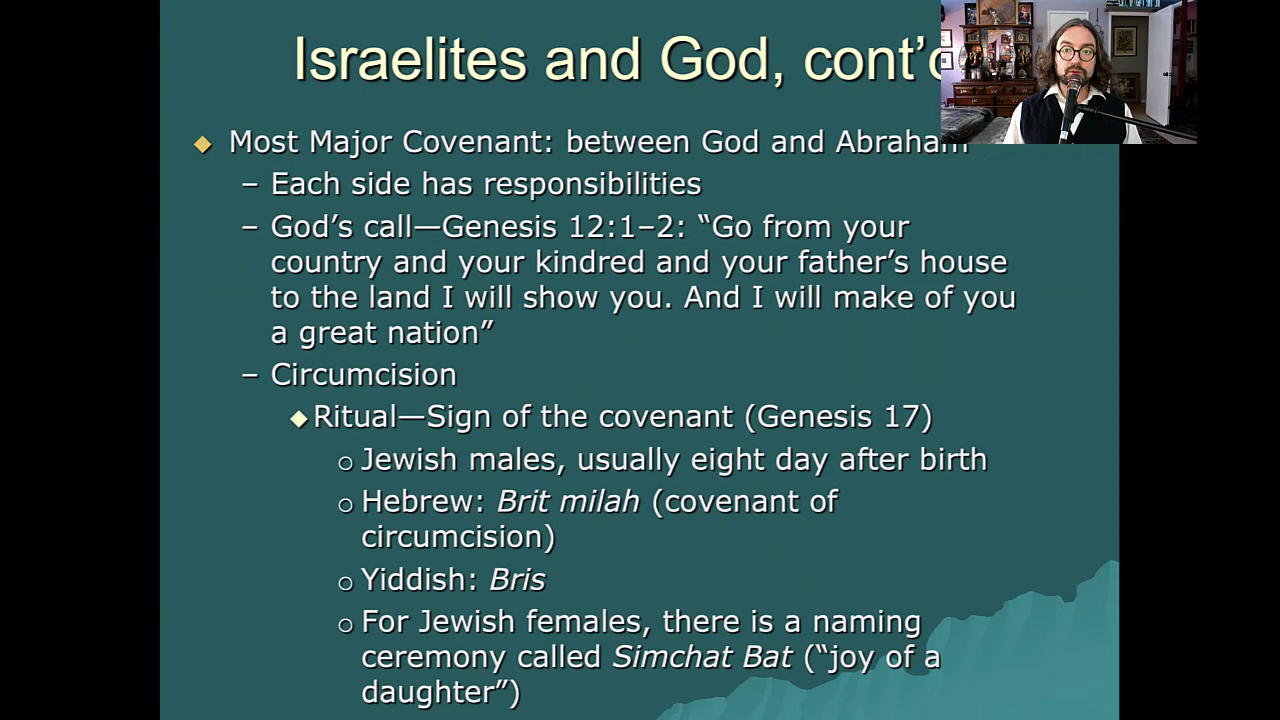 Israelites and God, cont’d
◆ Most Major Covenant: between God and Abraham
– Each side has responsibilities
– God’s call—Genesis 12:1–2: “Go from your
country and your kindred and your father’s house
to the land I will show you. And I will make of you
a great nation”
– Circumcision
◆ Ritual—Sign of the covenant (Genesis 17)
○ Jewish males, usually eight day after birth
○ Hebrew: Brit milah (covenant of
circumcision)
○ Yiddish: Bris
○ For Jewish females, there is a naming
ceremony called Simchat Bat (“joy of a
daughter”)